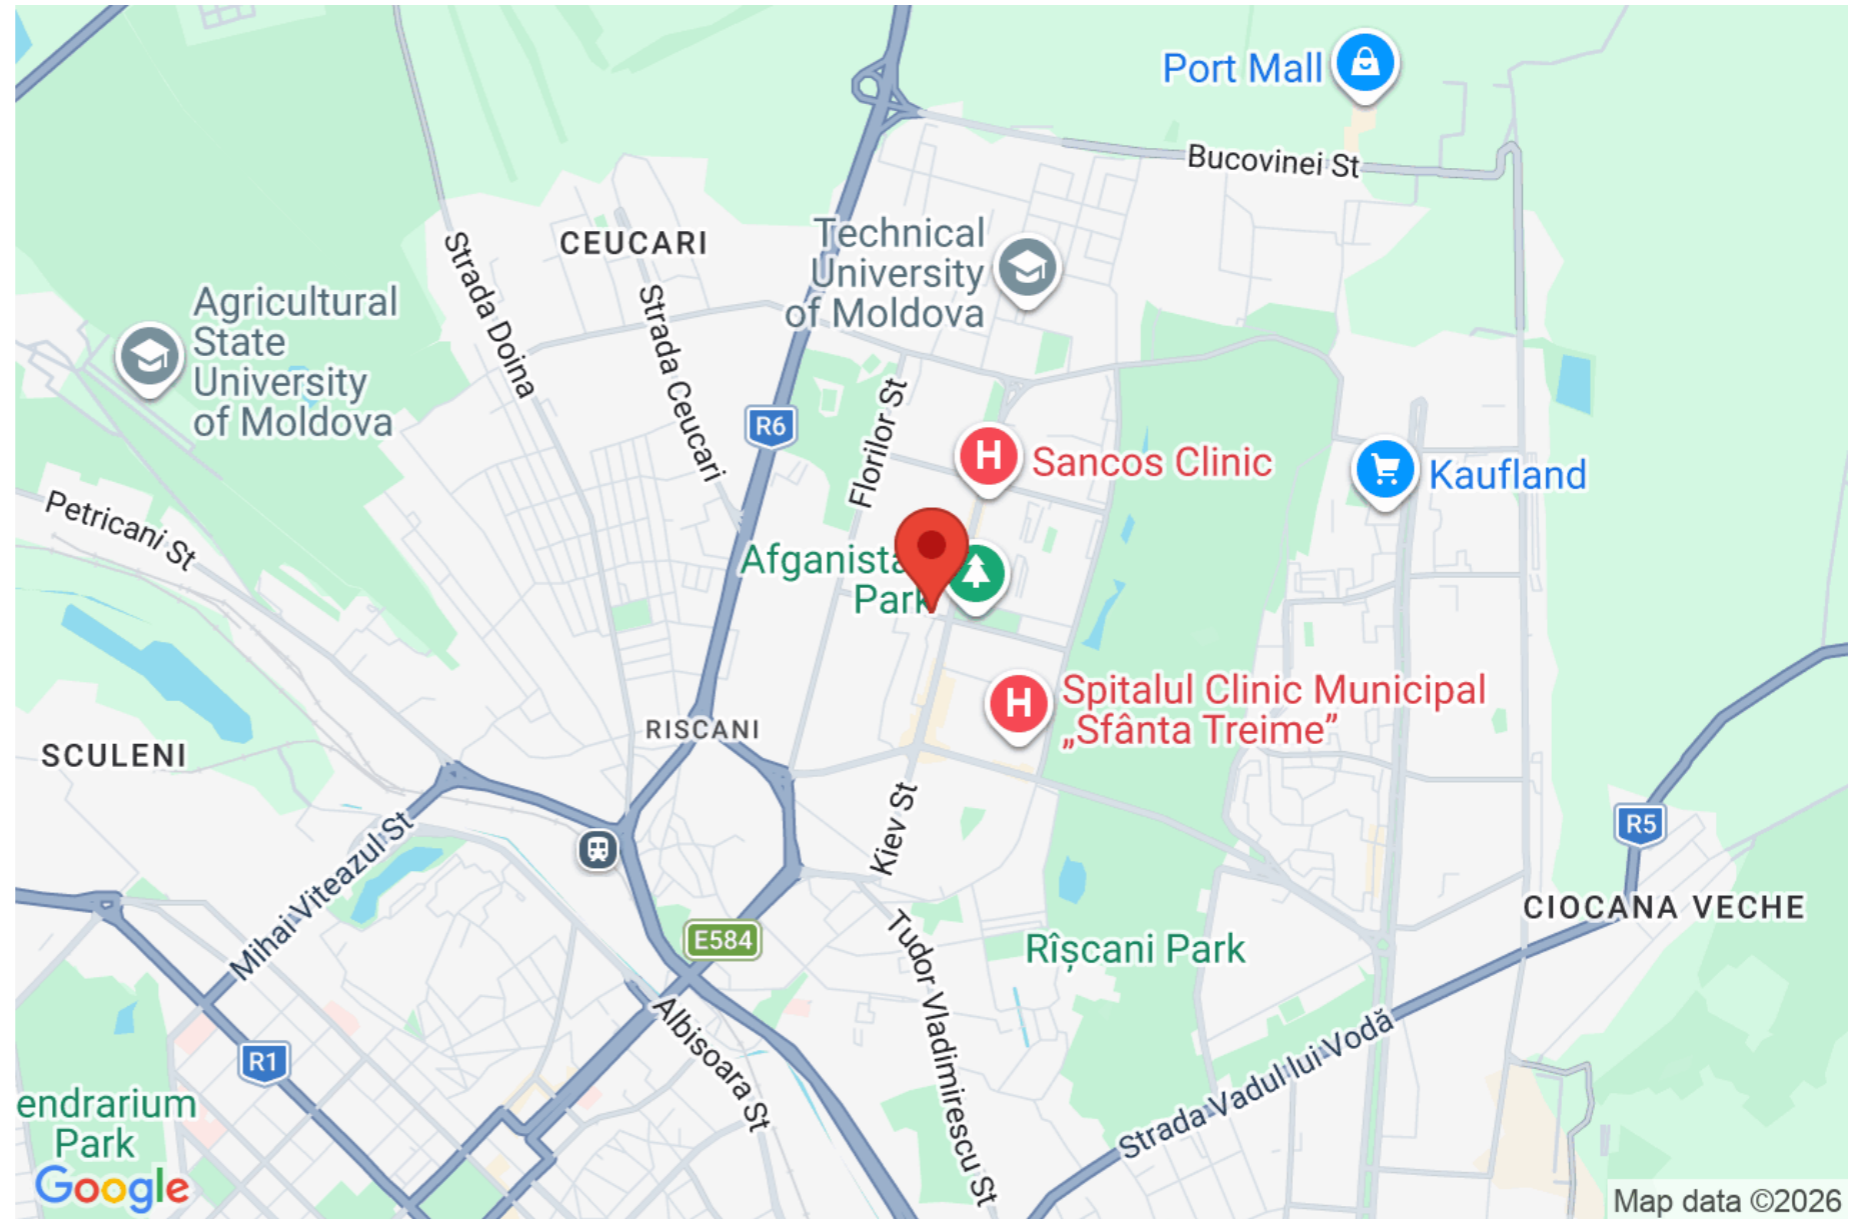 Port Mall
Bucovinei St
CEUCARI
Technical
University
of Moldova
Strada Doina
Strada Ceucari
Agricultural
State
University
of Moldova
R6
Florilor St
H
Sancos Clinic
Kaufland
Petricani St
Afganista
Park
H
Spitalul Clinic Municipal
„Sfânta Treime”
RISCANI
SCULENI
Kiev St
Mihai Viteazul St
R5
CIOCANA VECHE
E584
Rîșcani Park
Tudor Vladimirescu St
Albisoara St
R1
Strada Vadul lui Vodă
endrarium
Park
Google
Map data ©2026